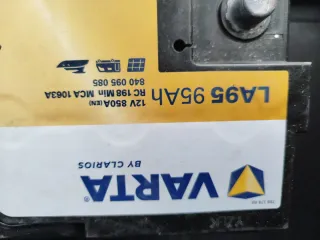 LA95 95Ah
12V 850A (EN)
RC 198 Min MCA 1063A
840 095 085
VARTA®
BY CLARIOS